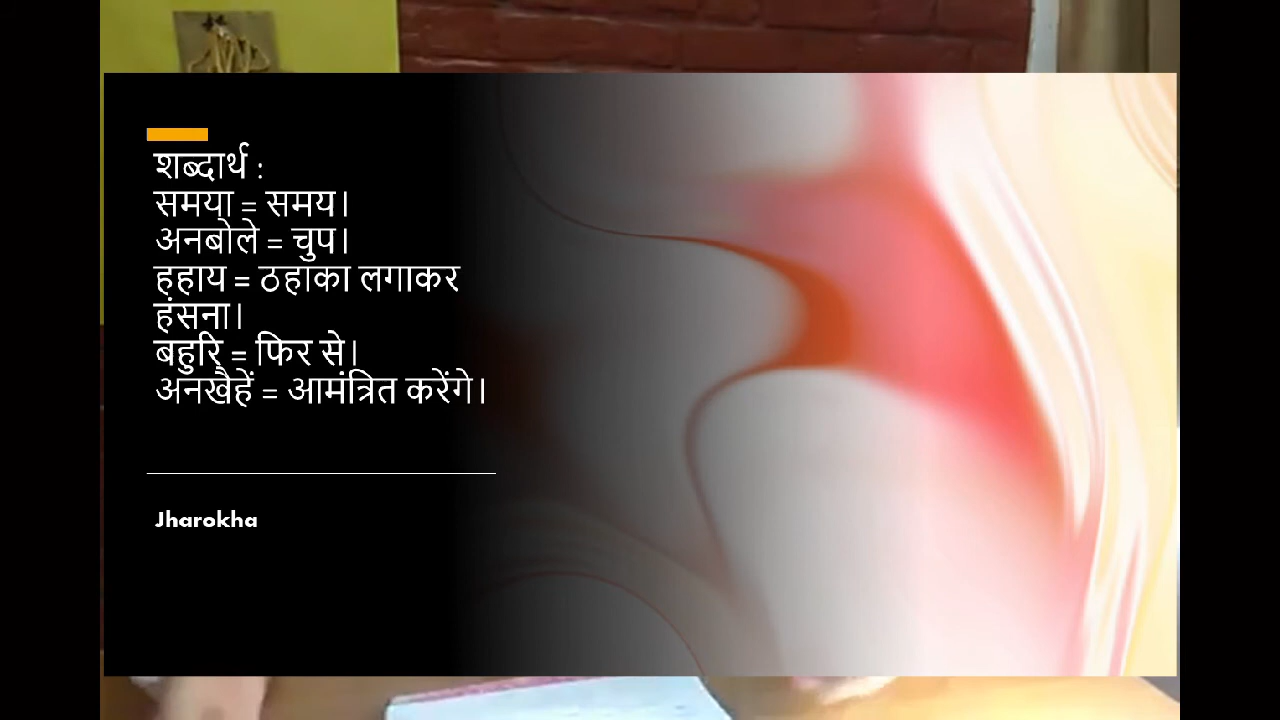 शब्दार्थ :
समया = समय।
अनबोले = चुप।
हहाय = ठहाका लगाकर
हंसना।
बहुरि = फिर से।
अनखैहें = आमंत्रित करेंगे।
Jharokha